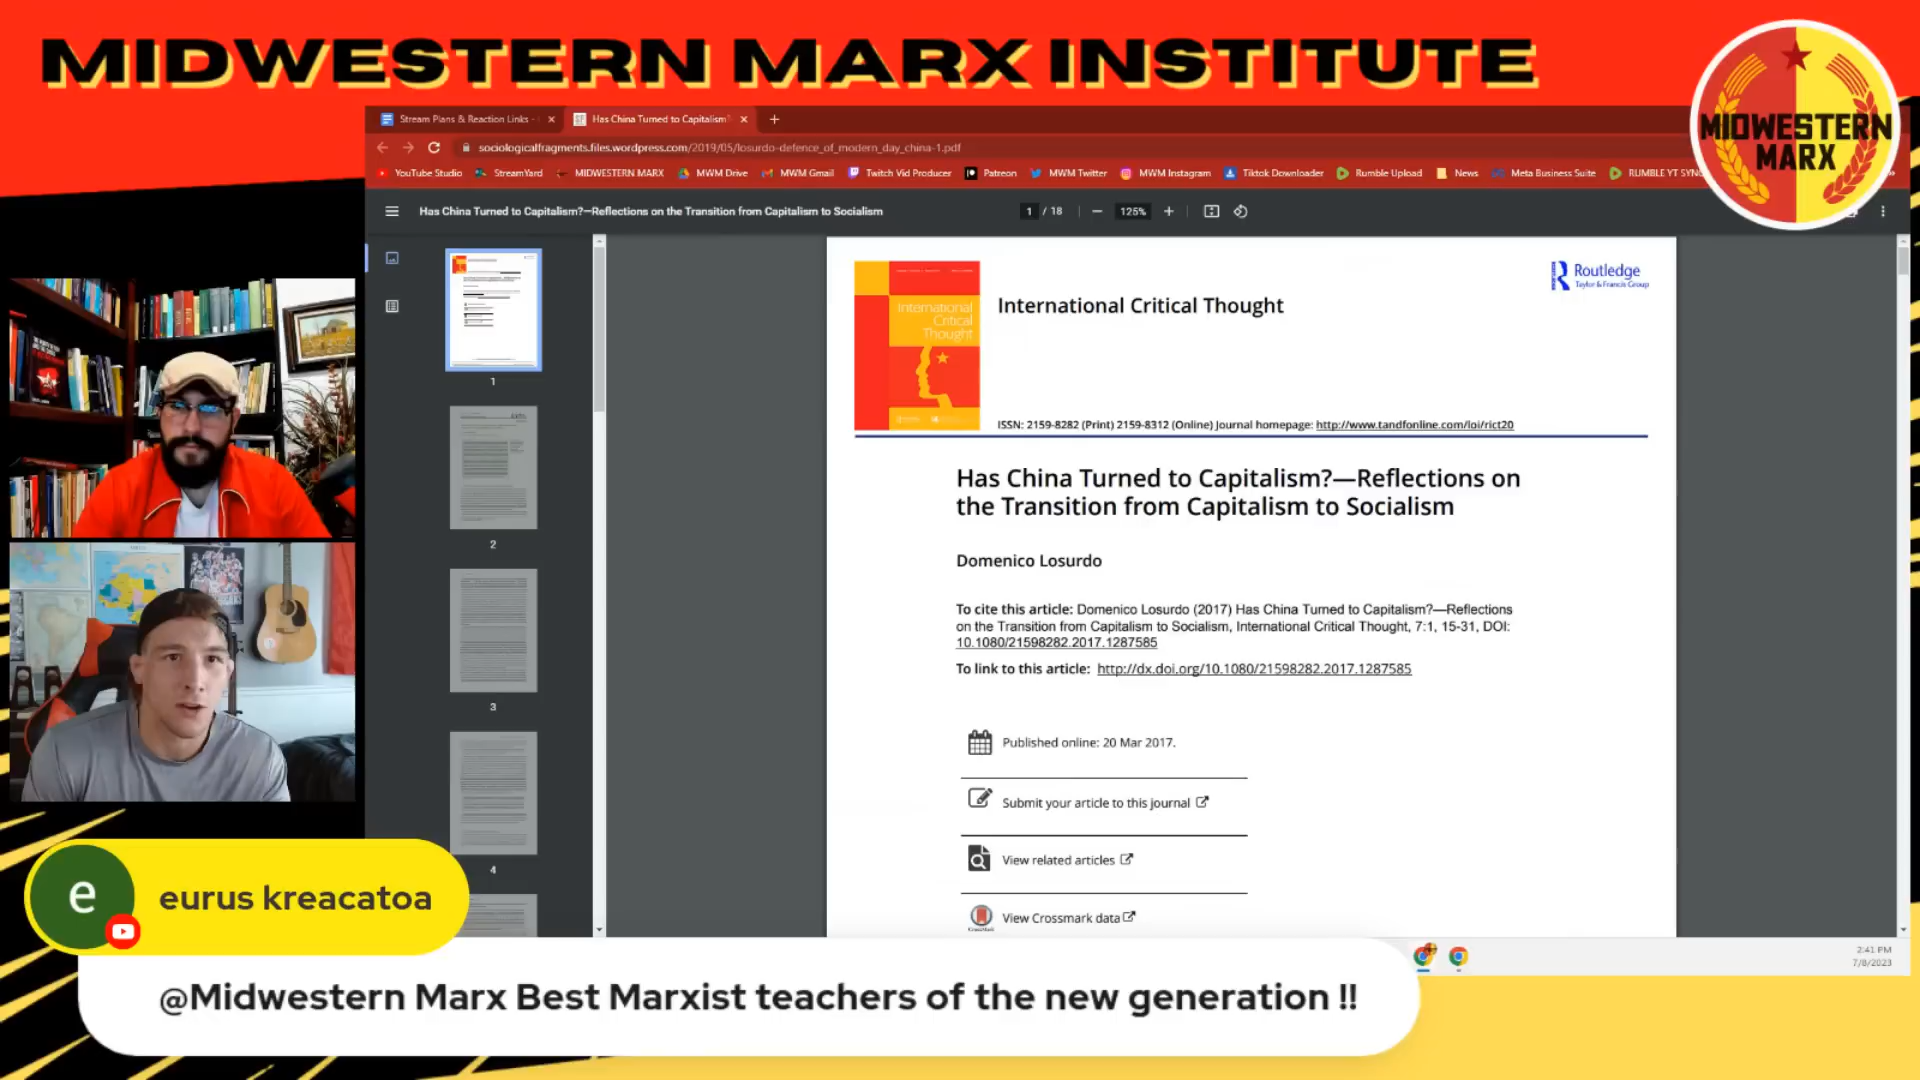 MIDWESTERN MARX INSTITUTE
MIDWESTERN
MARX
Stream Plans & Reaction Links -
Has China Turned to Capitalism?
sociologicalfragments.files.wordpress.com/2019/05/losurdo-defence_of_modern_day_china-1.pdf
YouTube Studio
StreamYard
MIDWESTERN MARX
MWM Drive
MWM Gmail
Twitch Vid Producer
Patreon
MWM Twitter
MWM Instagram
Tiktok Downloader
Rumble Upload
News
Meta Business Suite
RUMBLE YT SYNC
Has China Turned to Capitalism?—Reflections on the Transition from Capitalism to Socialism
1 / 18
125%
1
2
3
4
International
Critical
Thought
International Critical Thought
Routledge
Taylor & Francis Group
ISSN: 2159-8282 (Print) 2159-8312 (Online) Journal homepage: http://www.tandfonline.com/loi/rict20
Has China Turned to Capitalism?—Reflections on
the Transition from Capitalism to Socialism
Domenico Losurdo
To cite this article: Domenico Losurdo (2017) Has China Turned to Capitalism?—Reflections
on the Transition from Capitalism to Socialism, International Critical Thought, 7:1, 15-31, DOI:
10.1080/21598282.2017.1287585
To link to this article: http://dx.doi.org/10.1080/21598282.2017.1287585
Published online: 20 Mar 2017.
Submit your article to this journal
View related articles
View Crossmark data
e
eurus kreacatoa
@Midwestern Marx Best Marxist teachers of the new generation !!
2:41 PM
7/8/2023